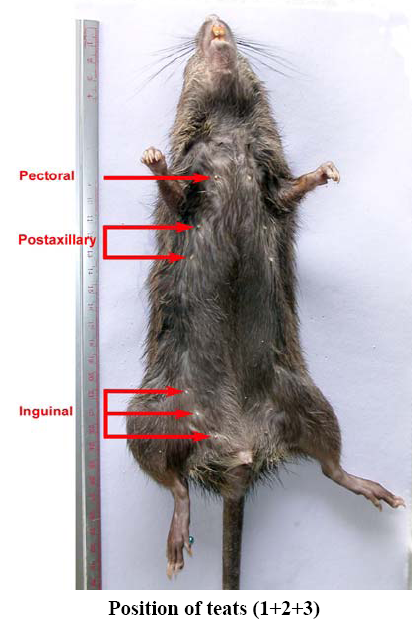 Pectoral
Postaxillary
Inguinal
Position of teats (1+2+3)